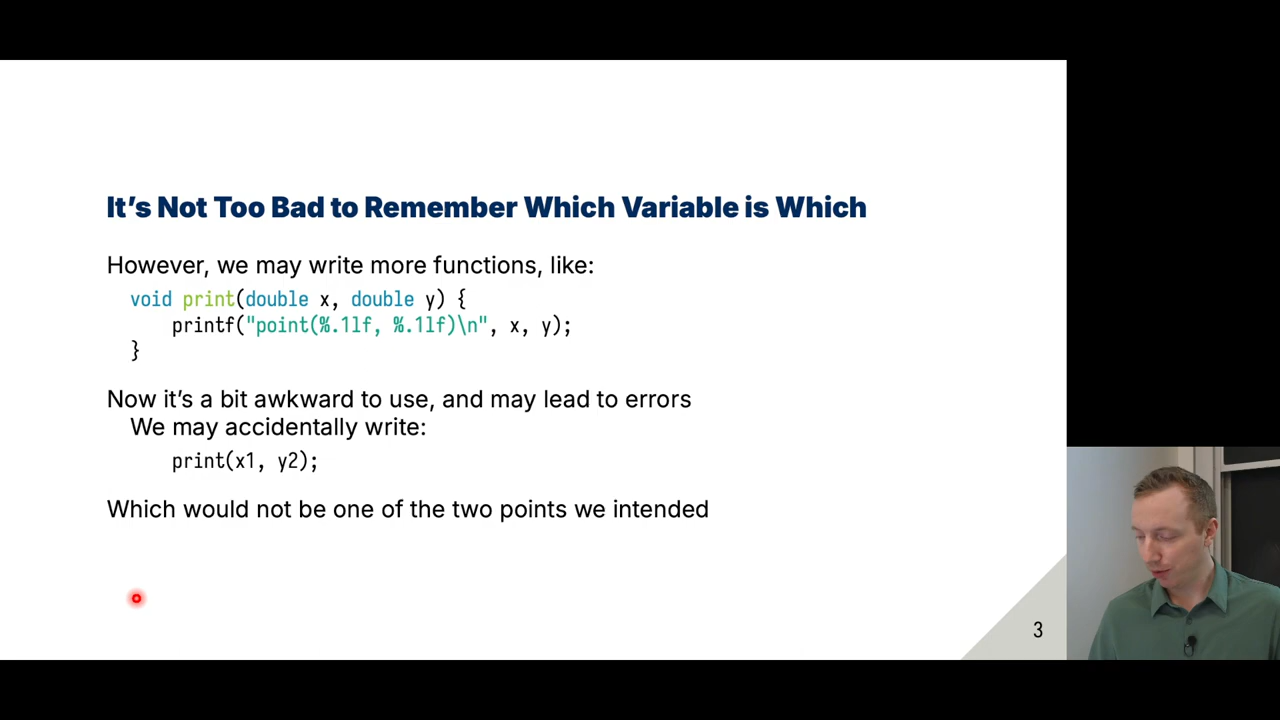 It's Not Too Bad to Remember Which Variable is Which
However, we may write more functions, like:
void print(double x, double y) {
printf("point(%.1lf, %.1lf)\n", x, y);
}
Now it's a bit awkward to use, and may lead to errors
We may accidentally write:
print(x1, y2);
Which would not be one of the two points we intended
3